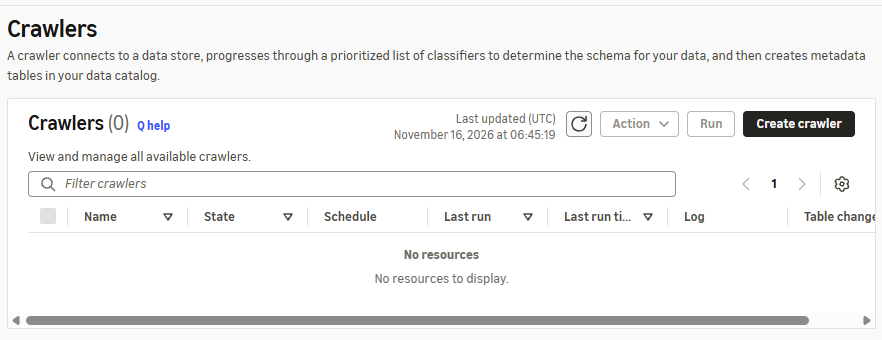 Crawlers
A crawler connects to a data store, progresses through a prioritized list of classifiers to determine the schema for your data, and then creates metadata
tables in your data catalog.
Crawlers (0) Q help
Last updated (UTC)
November 16, 2026 at 06:45:19
Action
Run
Create crawler
View and manage all available crawlers.
Filter crawlers
1
Name State Schedule Last run Last run ti... Log Table change
No resources
No resources to display.